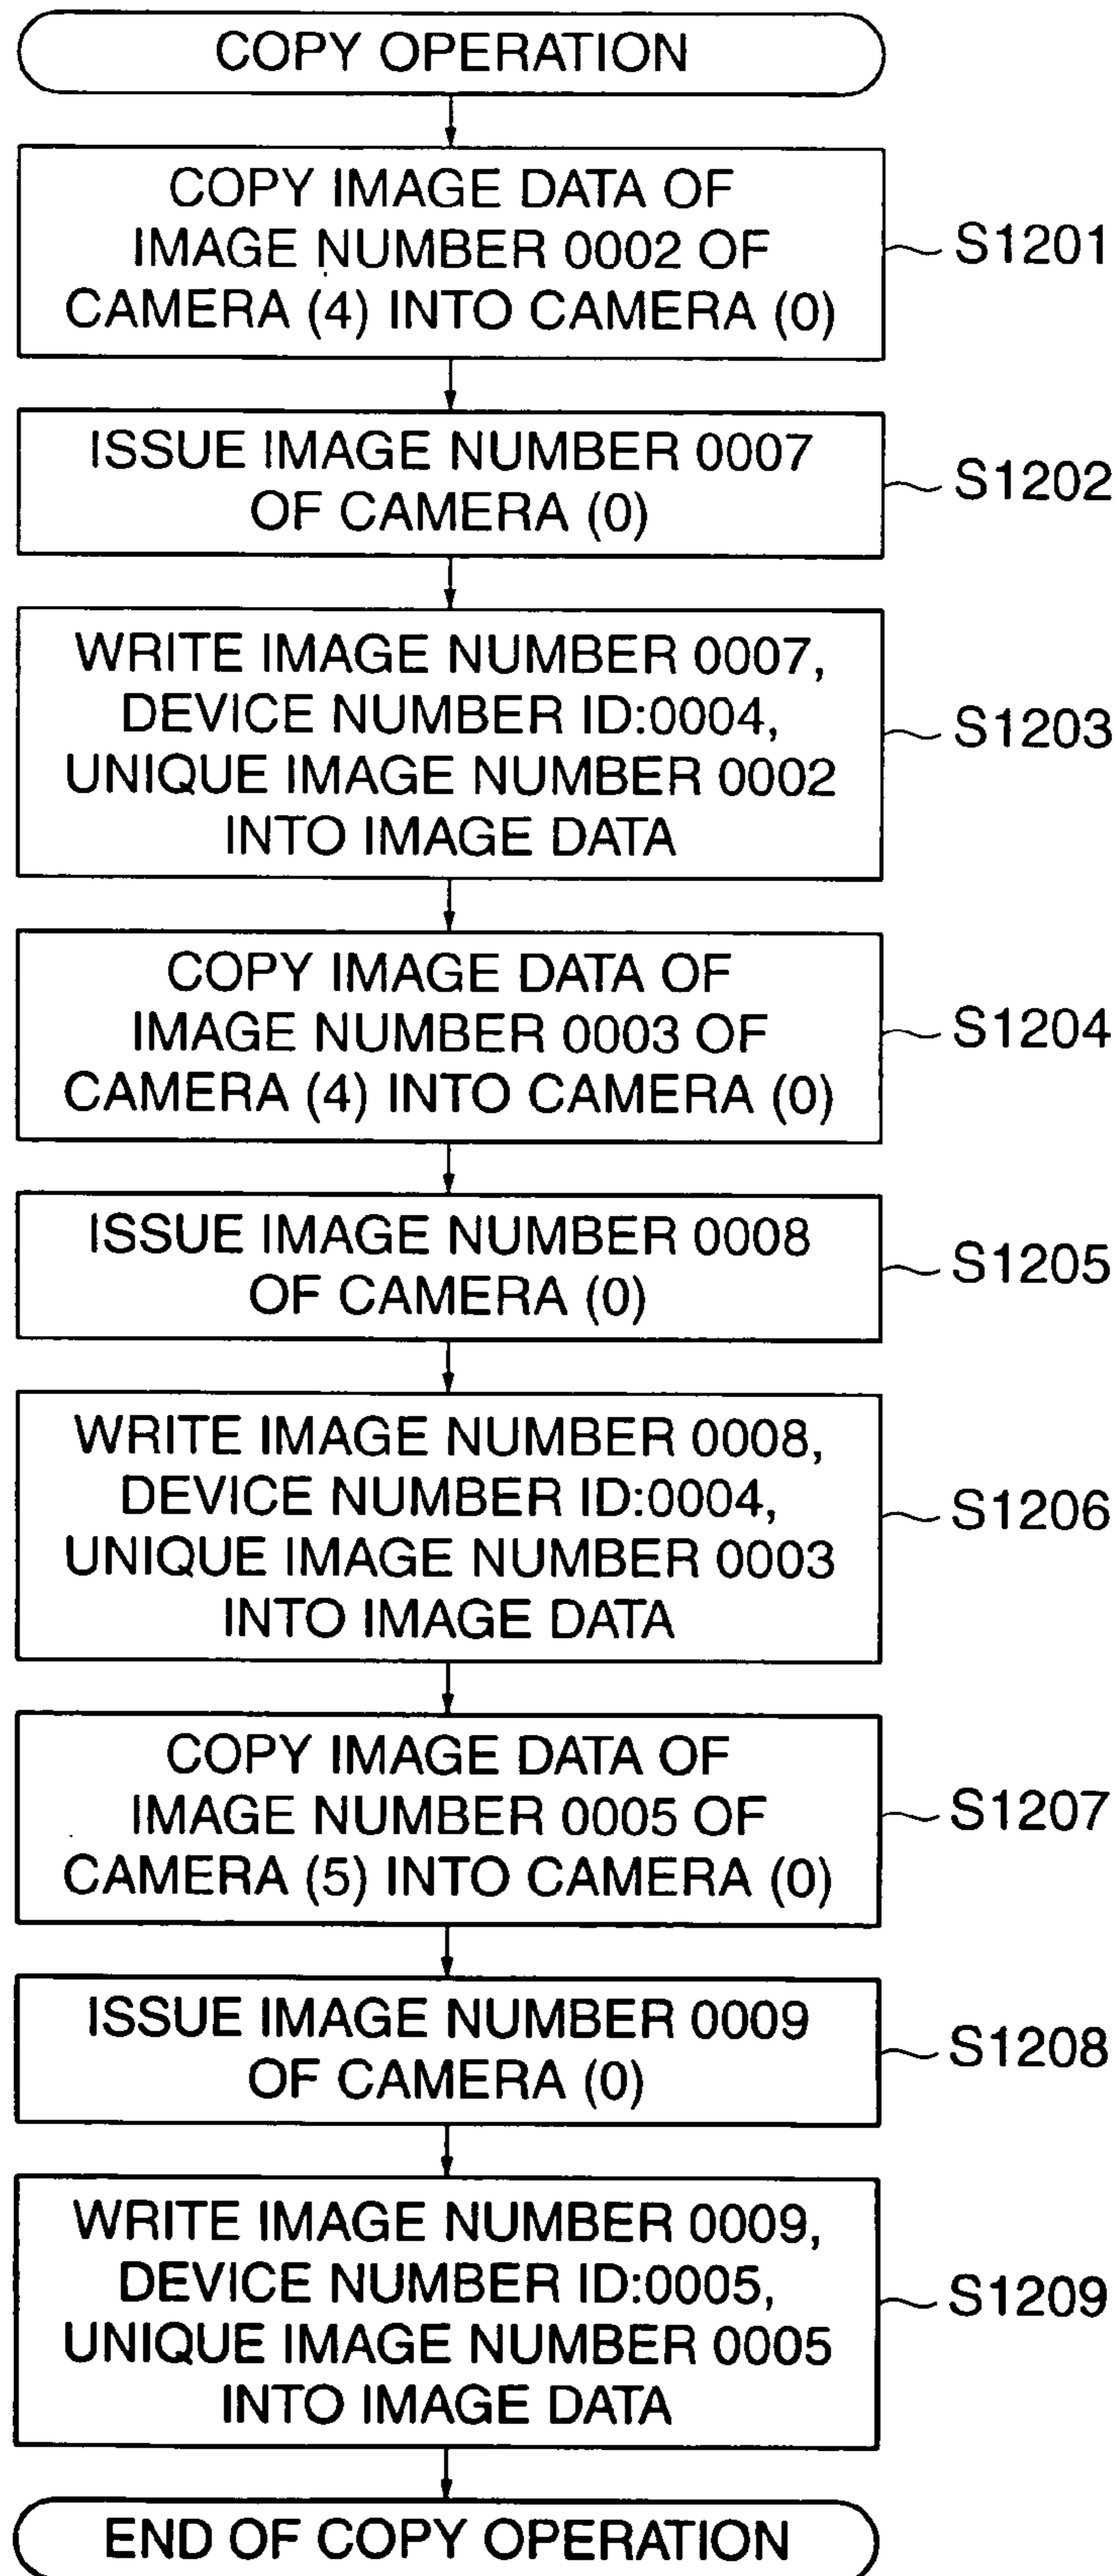 COPY OPERATION
COPY IMAGE DATA OF
IMAGE NUMBER 0002 OF
CAMERA (4) INTO CAMERA (0)
S1201
ISSUE IMAGE NUMBER 0007
OF CAMERA (0)
S1202
WRITE IMAGE NUMBER 0007,
DEVICE NUMBER ID:0004,
UNIQUE IMAGE NUMBER 0002
INTO IMAGE DATA
S1203
COPY IMAGE DATA OF
IMAGE NUMBER 0003 OF
CAMERA (4) INTO CAMERA (0)
S1204
ISSUE IMAGE NUMBER 0008
OF CAMERA (0)
S1205
WRITE IMAGE NUMBER 0008,
DEVICE NUMBER ID:0004,
UNIQUE IMAGE NUMBER 0003
INTO IMAGE DATA
S1206
COPY IMAGE DATA OF
IMAGE NUMBER 0005 OF
CAMERA (5) INTO CAMERA (0)
S1207
ISSUE IMAGE NUMBER 0009
OF CAMERA (0)
S1208
WRITE IMAGE NUMBER 0009,
DEVICE NUMBER ID:0005,
UNIQUE IMAGE NUMBER 0005
INTO IMAGE DATA
S1209
END OF COPY OPERATION